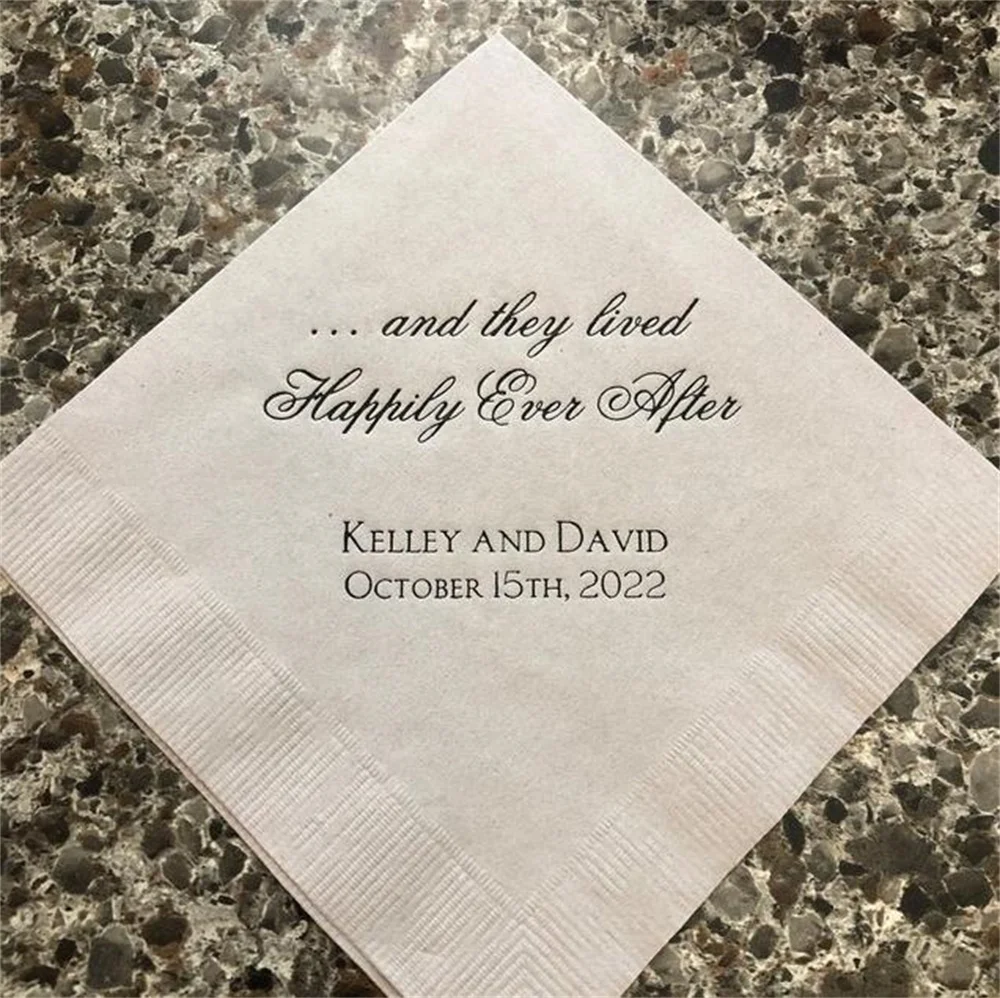 ... and they lived
Happily Ever After
Kelley and David
October 15th, 2022